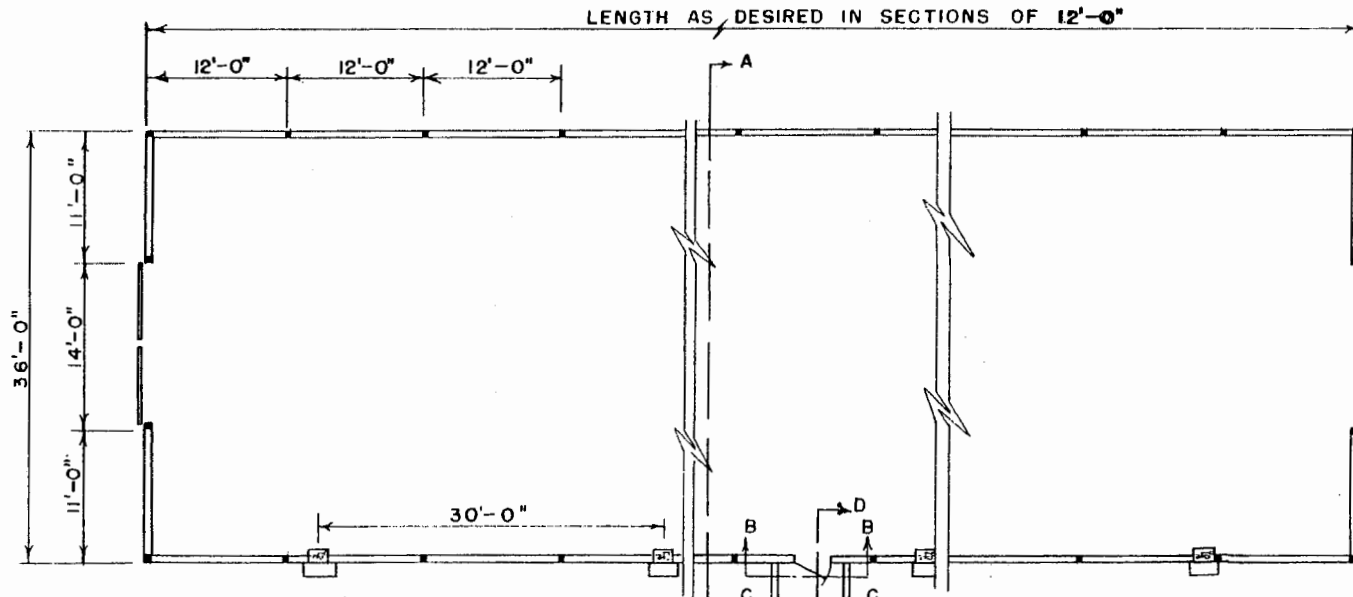 LENGTH AS DESIRED IN SECTIONS OF 12'-0"
A
12'-0" 12'-0" 12'-0"
11'-0"
36'-0"
14'-0"
11'-0"
30'-0"
D
B B
C C